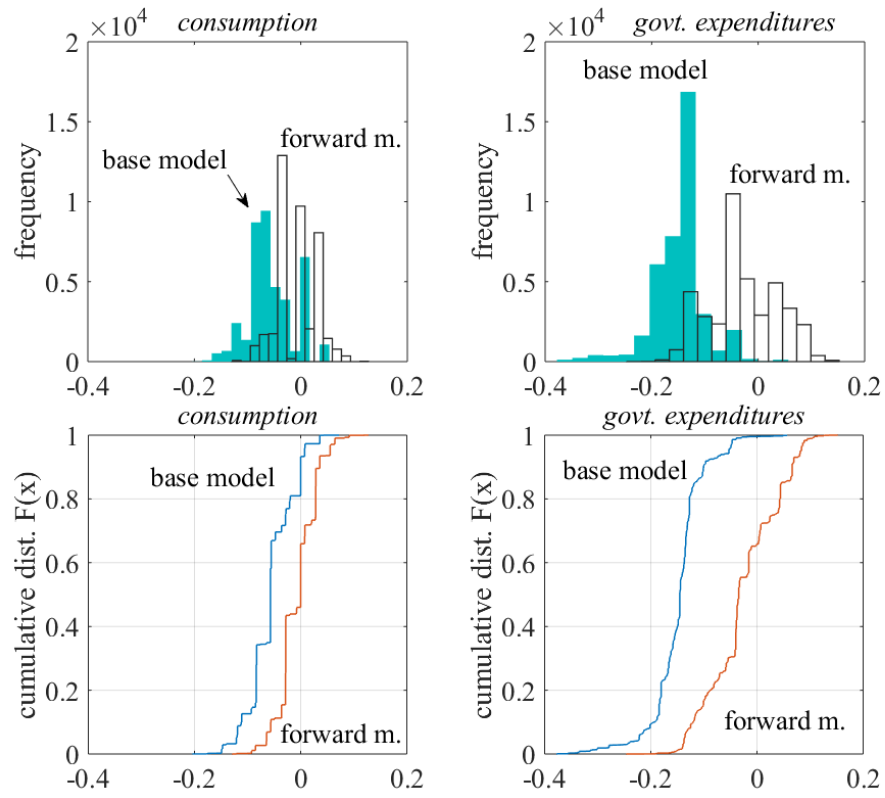 ×10⁴ consumption
2
1.5
1
0.5
0
frequency
base model
forward m.
-0.4 -0.2 0 0.2
×10⁴ govt. expenditures
2
1.5
1
0.5
0
frequency
base model
forward m.
-0.4 -0.2 0 0.2
consumption
1
0.8
0.6
0.4
0.2
0
cumulative dist. F(x)
base model
forward m.
-0.4 -0.2 0 0.2
govt. expenditures
1
0.8
0.6
0.4
0.2
0
cumulative dist. F(x)
base model
forward m.
-0.4 -0.2 0 0.2